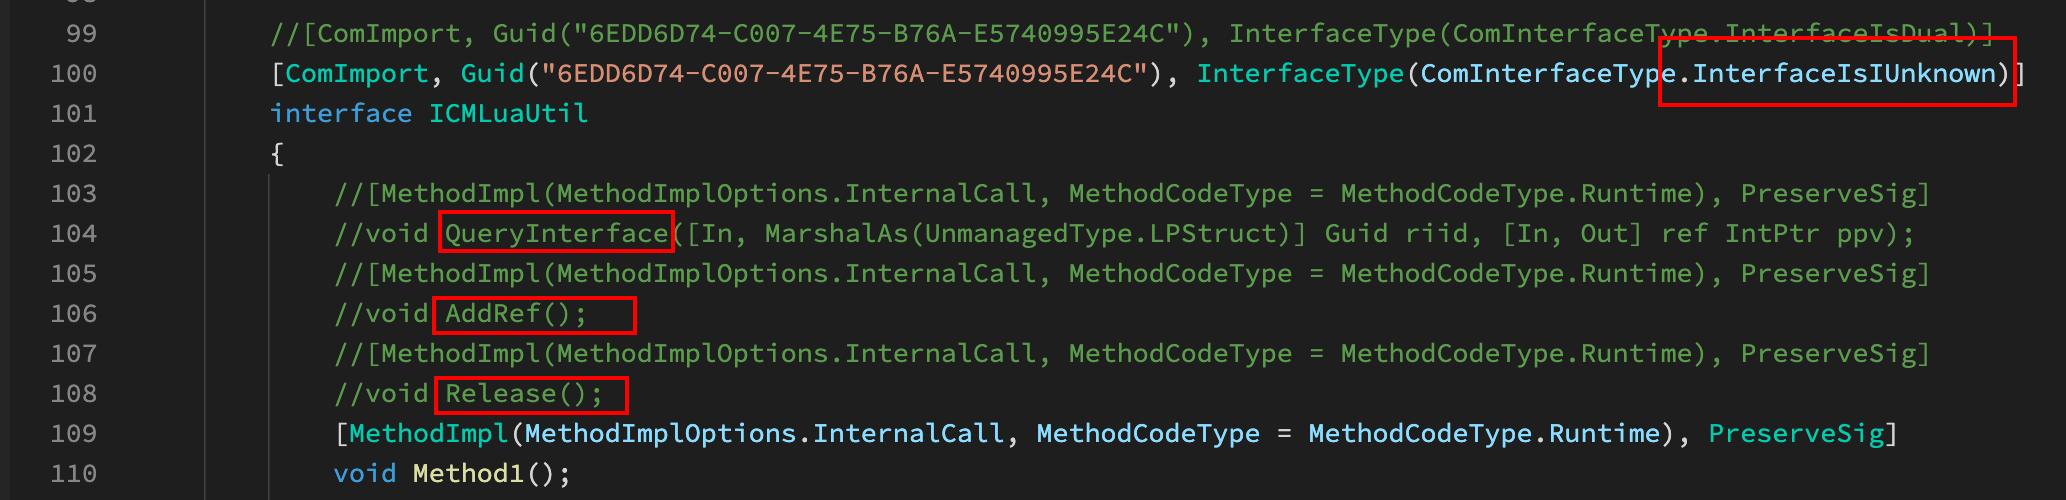 99 //[ComImport, Guid("6EDD6D74-C007-4E75-B76A-E5740995E24C"), InterfaceType(ComInterfaceType.InterfaceIsDual)]
100 [ComImport, Guid("6EDD6D74-C007-4E75-B76A-E5740995E24C"), InterfaceType(ComInterfaceType.InterfaceIsIUnknown)]
101 interface ICMLuaUtil
102 {
103 //[MethodImpl(MethodImplOptions.InternalCall, MethodCodeType = MethodCodeType.Runtime), PreserveSig]
104 //void QueryInterface([In, MarshalAs(UnmanagedType.LPStruct)] Guid riid, [In, Out] ref IntPtr ppv);
105 //[MethodImpl(MethodImplOptions.InternalCall, MethodCodeType = MethodCodeType.Runtime), PreserveSig]
106 //void AddRef();
107 //[MethodImpl(MethodImplOptions.InternalCall, MethodCodeType = MethodCodeType.Runtime), PreserveSig]
108 //void Release();
109 [MethodImpl(MethodImplOptions.InternalCall, MethodCodeType = MethodCodeType.Runtime), PreserveSig]
110 void Method1();